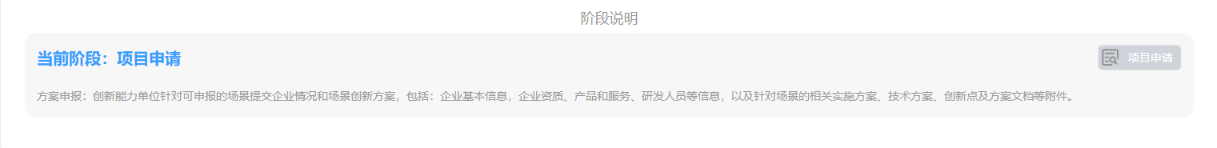 阶段说明
当前阶段：项目申请
项目申请
方案申报：创新能力单位针对可申报的场景提交企业情况和场景创新方案，包括：企业基本信息，企业资质、产品和服务、研发人员等信息，以及针对场景的相关实施方案、技术方案、创新点及方案文档等附件。